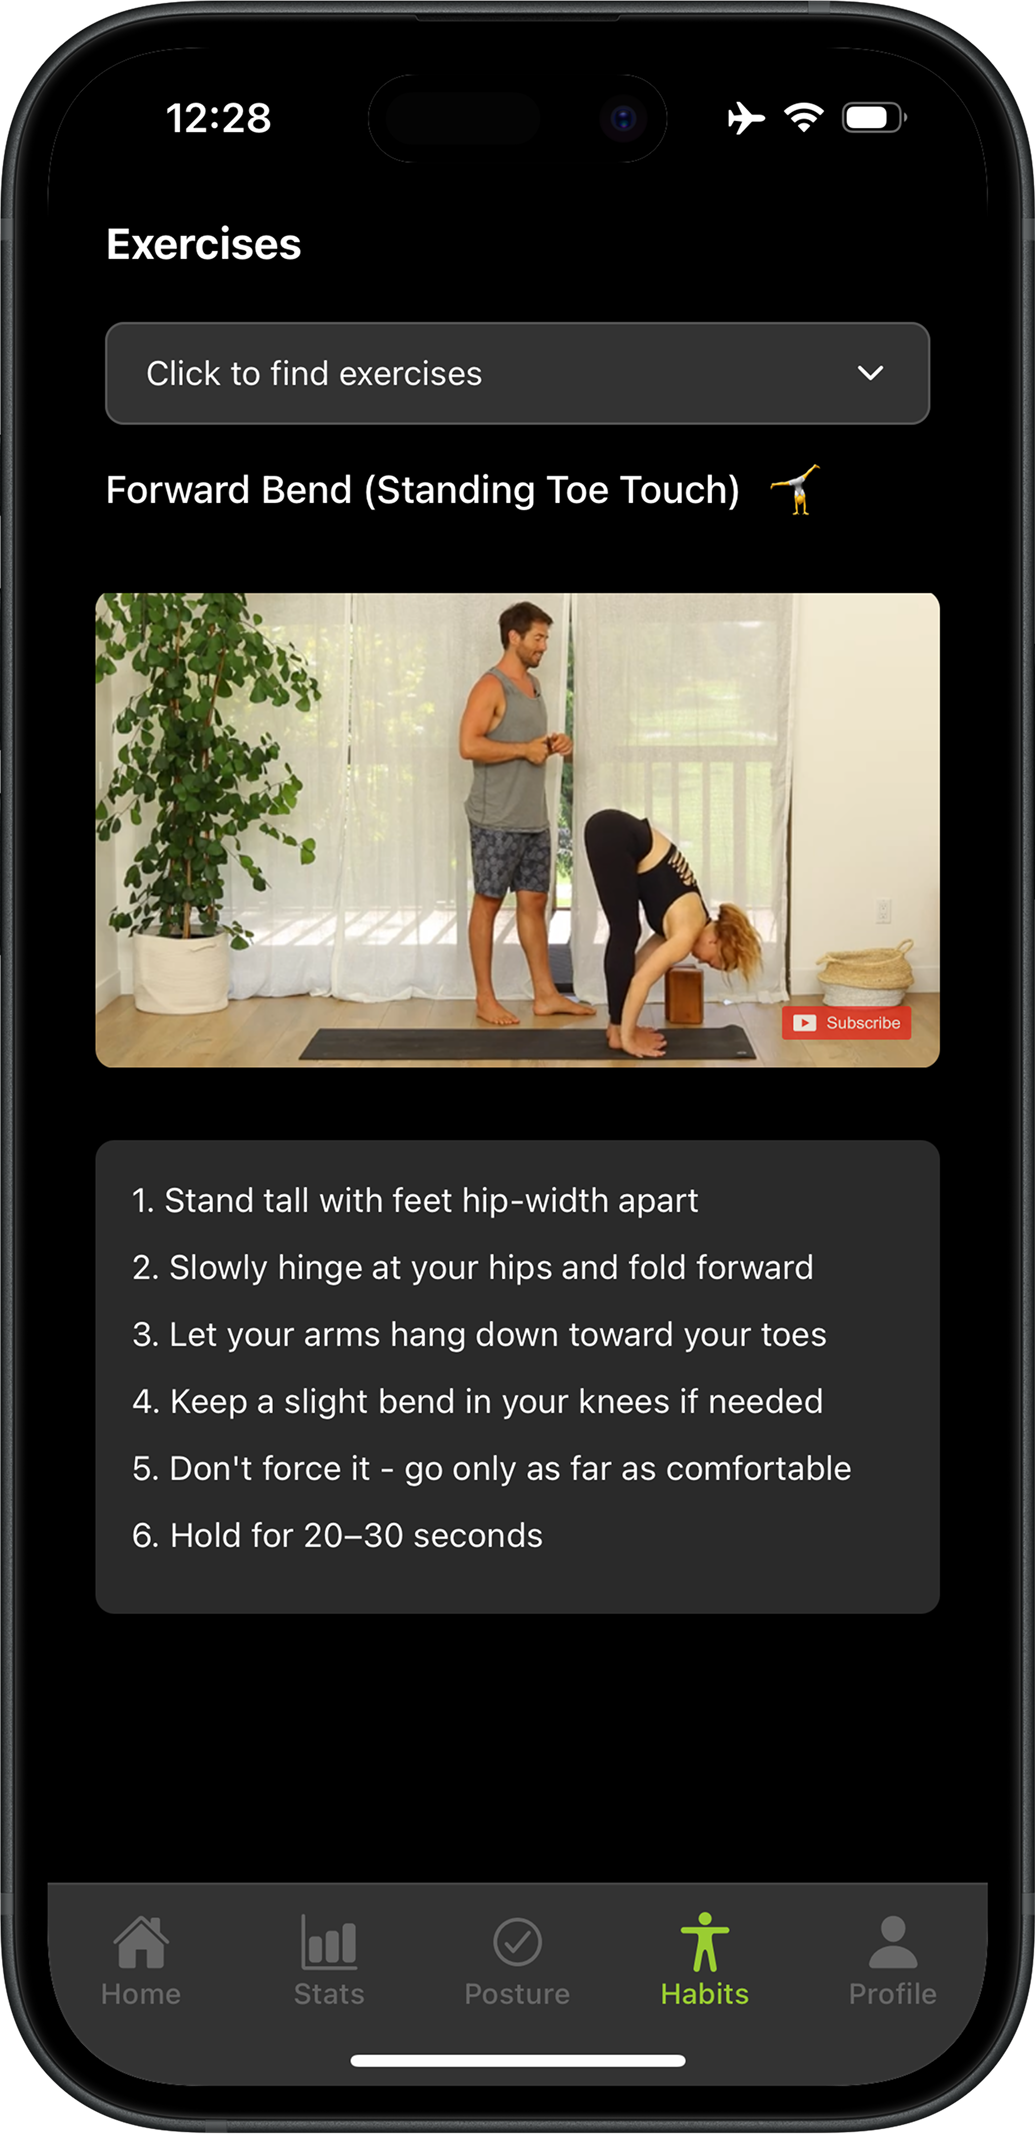 12:28
Exercises
Click to find exercises
Forward Bend (Standing Toe Touch)
Subscribe
1. Stand tall with feet hip-width apart
2. Slowly hinge at your hips and fold forward
3. Let your arms hang down toward your toes
4. Keep a slight bend in your knees if needed
5. Don't force it - go only as far as comfortable
6. Hold for 20–30 seconds
Home Stats Posture Habits Profile